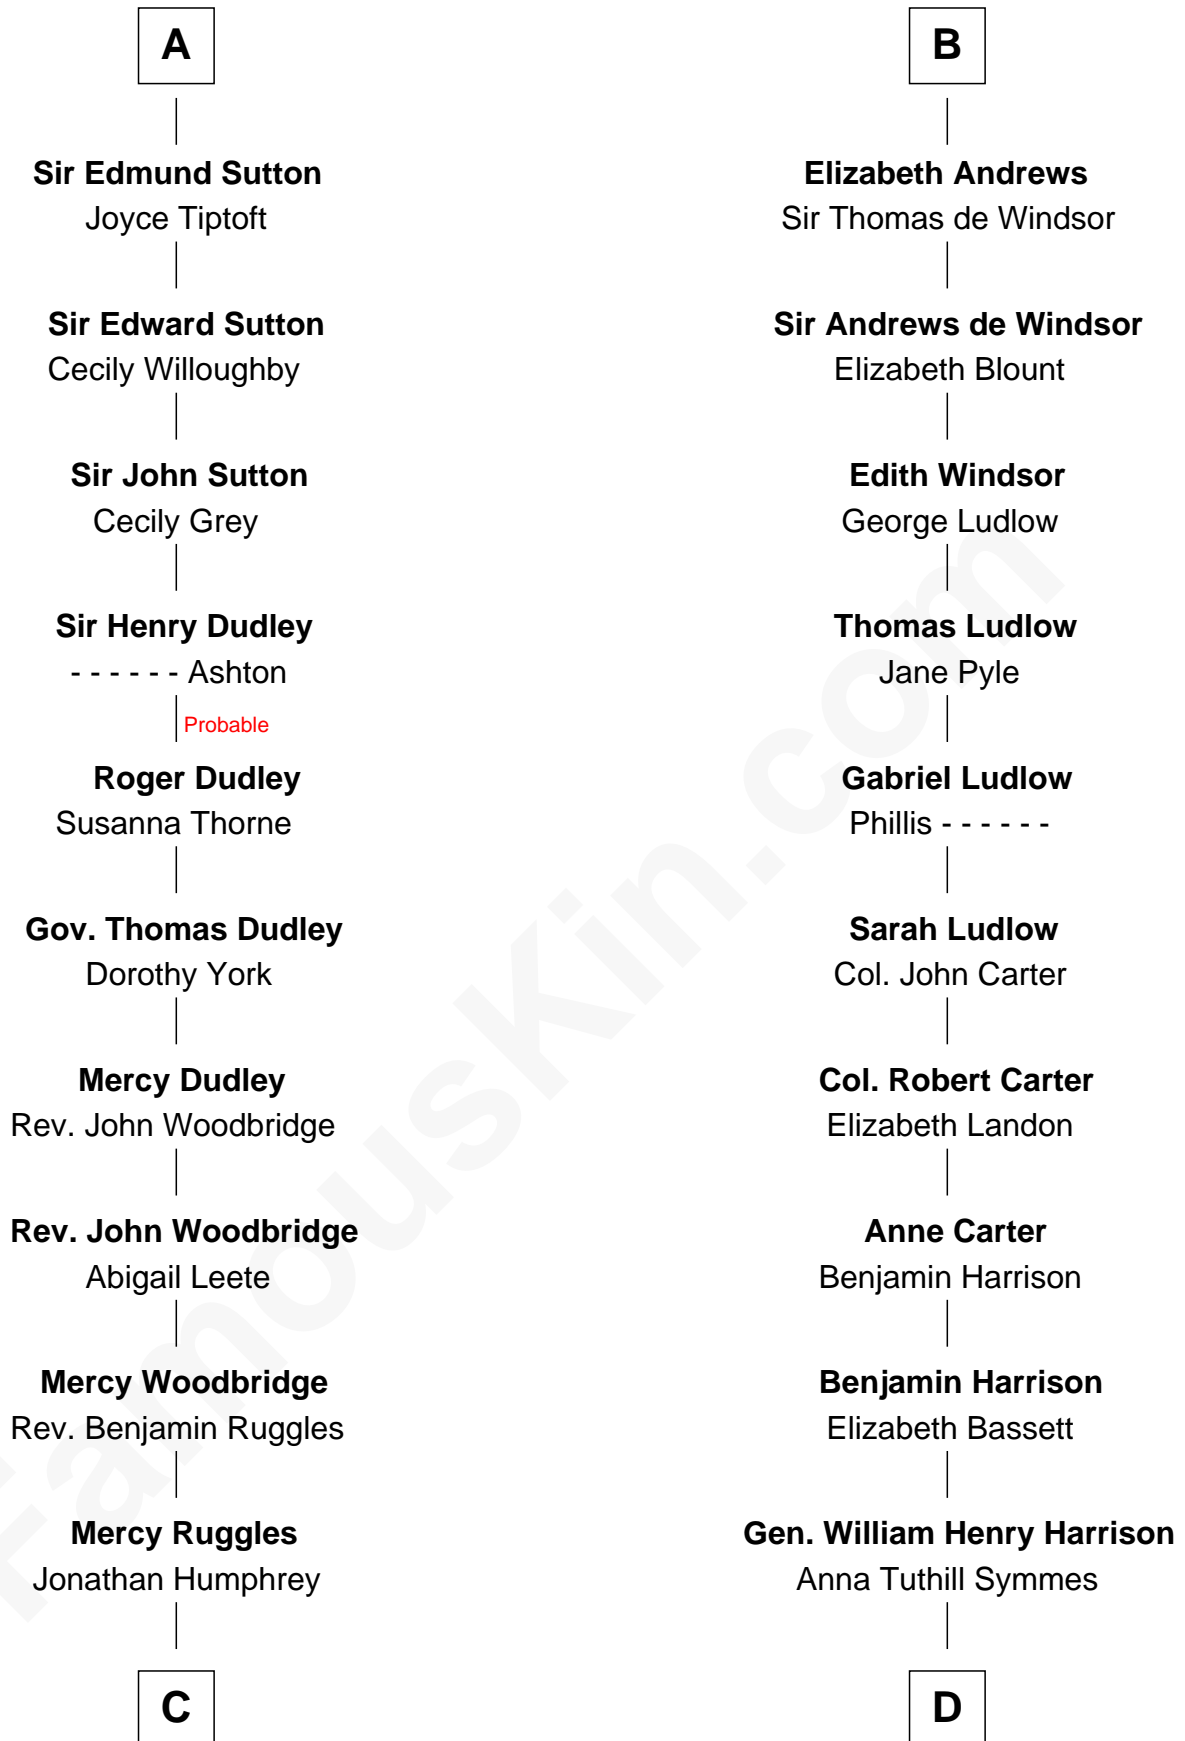 A
Sir Edmund Sutton
Joyce Tiptoft
Sir Edward Sutton
Cecily Willoughby
Sir John Sutton
Cecily Grey
Sir Henry Dudley
- - - - - - Ashton
Probable
Roger Dudley
Susanna Thorne
Gov. Thomas Dudley
Dorothy York
Mercy Dudley
Rev. John Woodbridge
Rev. John Woodbridge
Abigail Leete
Mercy Woodbridge
Rev. Benjamin Ruggles
Mercy Ruggles
Jonathan Humphrey
C
B
Elizabeth Andrews
Sir Thomas de Windsor
Sir Andrews de Windsor
Elizabeth Blount
Edith Windsor
George Ludlow
Thomas Ludlow
Jane Pyle
Gabriel Ludlow
Phillis - - - - - -
Sarah Ludlow
Col. John Carter
Col. Robert Carter
Elizabeth Landon
Anne Carter
Benjamin Harrison
Benjamin Harrison
Elizabeth Bassett
Gen. William Henry Harrison
Anna Tuthill Symmes
D
FamousKin.com